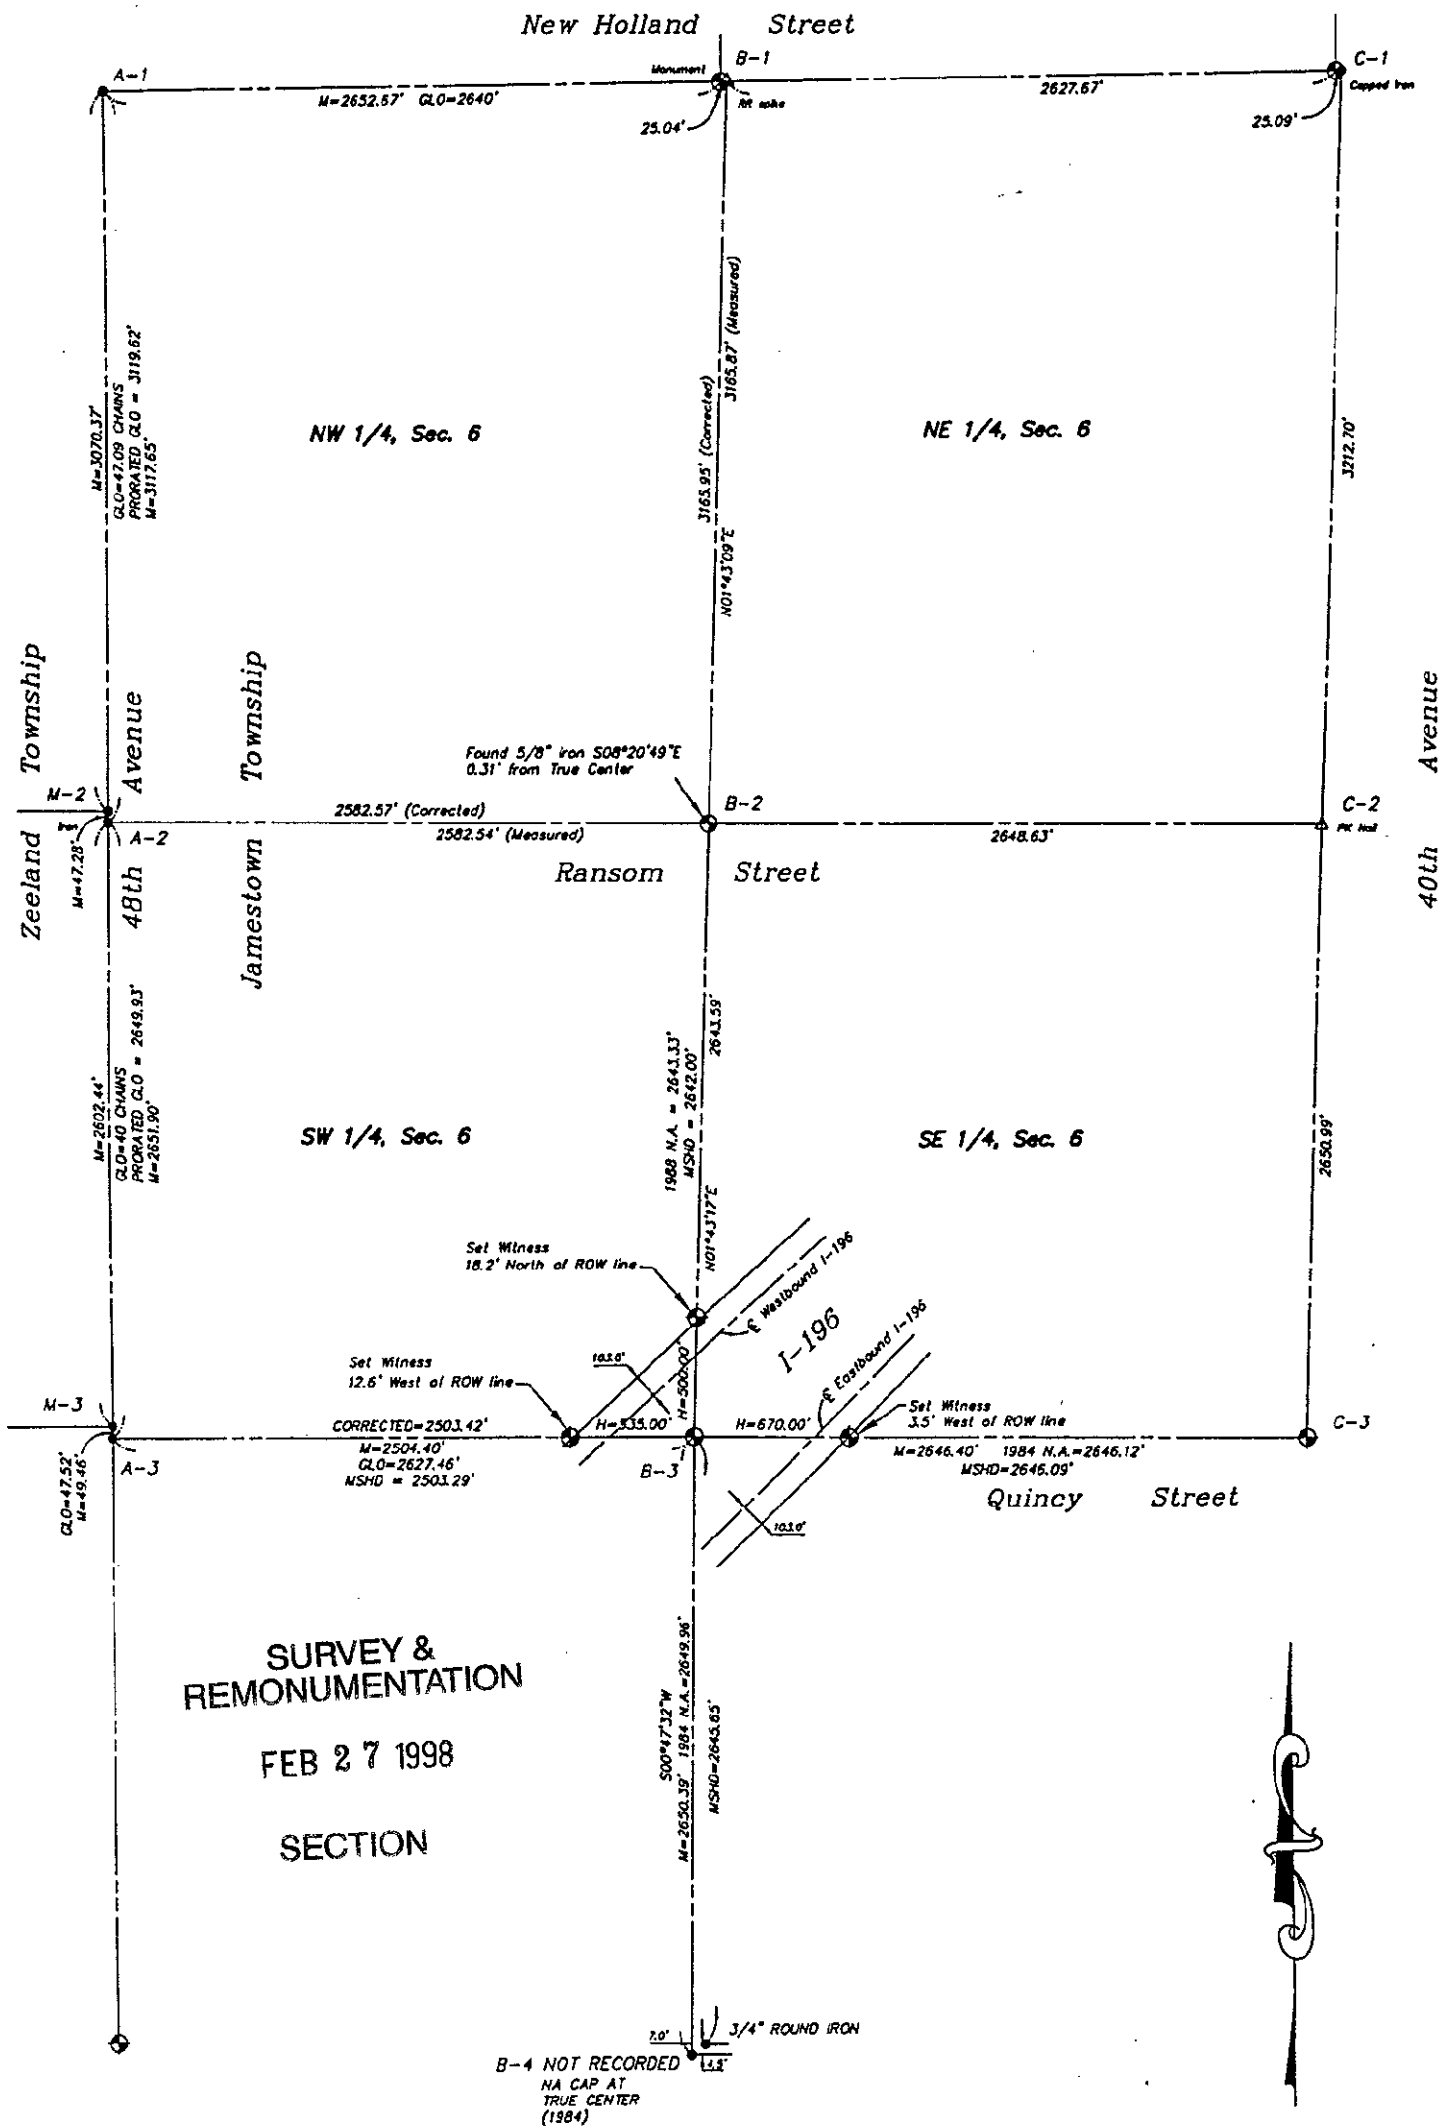 New Holland Street
A-1
Monument
B-1
C-1
Capped Iron
M=2652.57' GLO=2640'
RR spike
25.04'
2627.67'
25.09'
M=3070.37'
GLO=47.09 CHAINS
PRORATED GLO = 3119.62'
M=3117.65'
NW 1/4, Sec. 6
3165.95' (Corrected)
3165.87' (Measured)
N01°43'09"E
NE 1/4, Sec. 6
3212.70'
Zeeland Township
48th Avenue
Jamestown Township
40th Avenue
Found 5/8" iron S08°20'49"E
0.31' from True Center
M-2
Iron
A-2
M=47.28'
2582.57' (Corrected)
2582.54' (Measured)
B-2
2648.63'
C-2
PK Nail
Ransom Street
M=2602.44'
GLO=40 CHAINS
PRORATED GLO = 2649.93'
M=2651.90'
SW 1/4, Sec. 6
1988 N.A. = 2643.33'
MSHD = 2642.00'
2643.59'
N01°43'17"E
SE 1/4, Sec. 6
2650.99'
Set Witness
18.2' North of ROW line
℄ Westbound I-196
I-196
℄ Eastbound I-196
Set Witness
12.6' West of ROW line
103.0'
H=500.00'
Set Witness
3.5' West of ROW line
M-3
A-3
GLO=47.52'
M=49.46'
CORRECTED=2503.42'
M=2504.40'
GLO=2627.46'
MSHD = 2503.29'
H=535.00'
B-3
H=670.00'
M=2646.40' 1984 N.A.=2646.12'
MSHD=2646.09'
C-3
Quincy Street
103.0'
SURVEY &
REMONUMENTATION
FEB 27 1998
SECTION
S00°47'32"W
M=2650.39' 1984 N.A.=2649.96'
MSHD=2645.65'
7.0'
3/4" ROUND IRON
B-4 NOT RECORDED
NA CAP AT
TRUE CENTER
(1984)